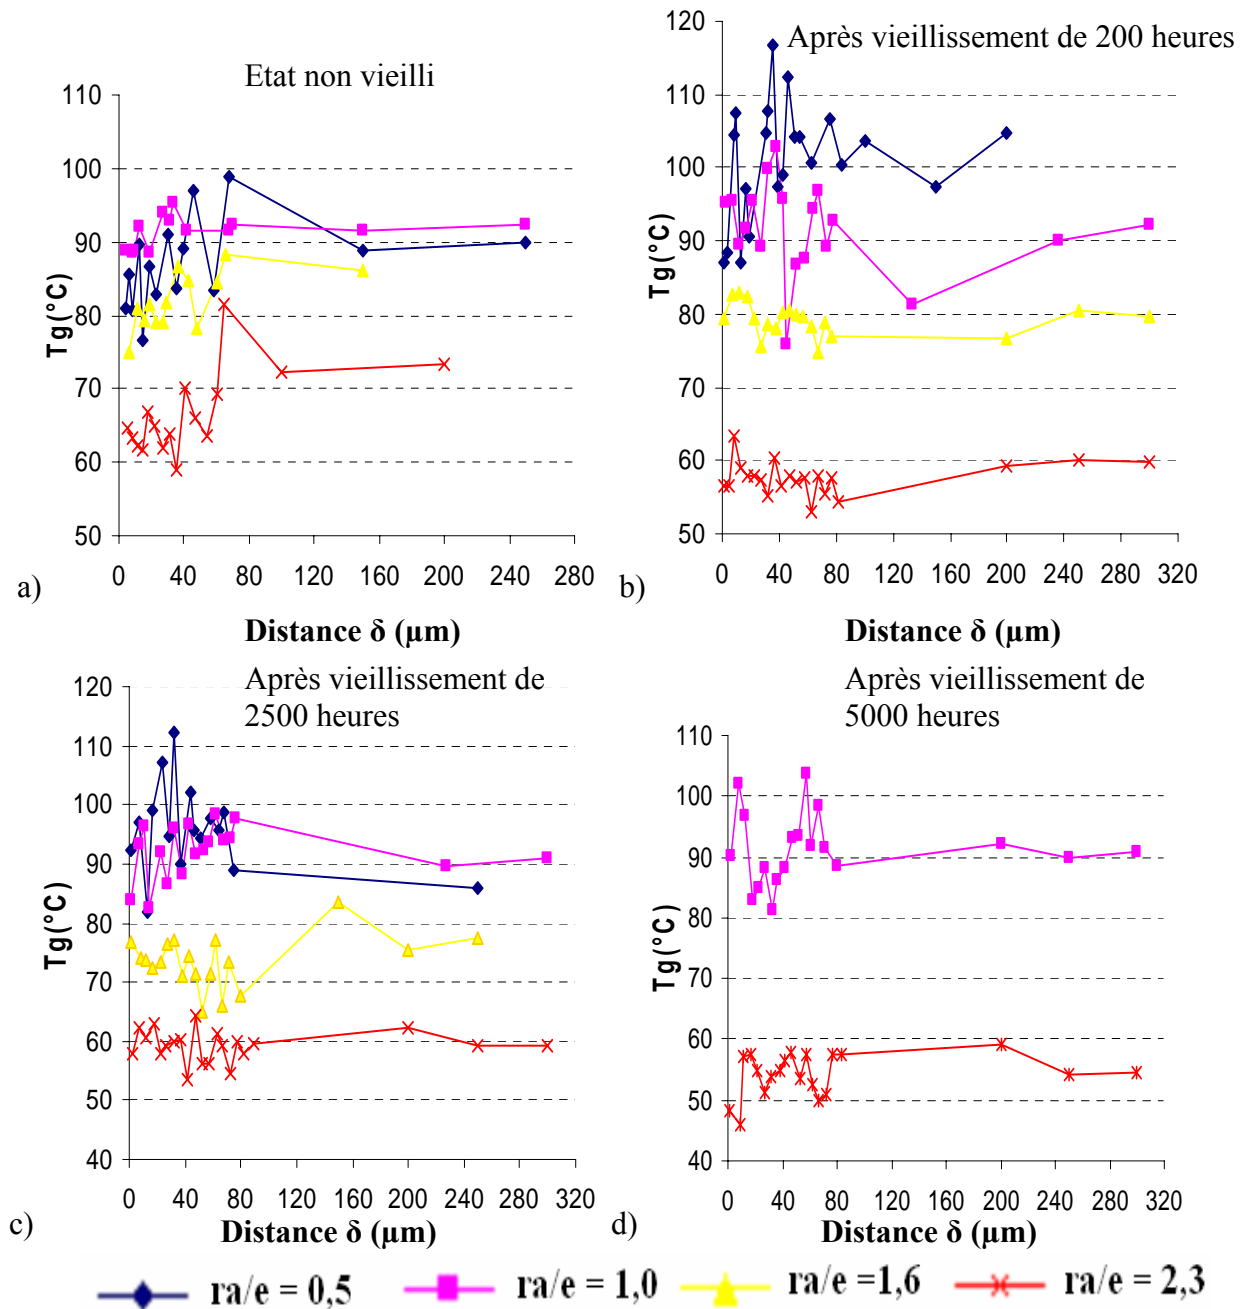 Etat non vieilli
110
100
90
80
70
60
50
Tg(°C)
0 40 80 120 160 200 240 280
a)
Distance δ (µm)
Après vieillissement de 200 heures
120
110
100
90
80
70
60
50
Tg(°C)
0 40 80 120 160 200 240 280 320
b)
Distance δ (µm)
Après vieillissement de
2500 heures
120
110
100
90
80
70
60
50
40
Tg(°C)
0 40 80 120 160 200 240 280 320
c)
Distance δ (µm)
Après vieillissement de
5000 heures
110
100
90
80
70
60
50
40
Tg(°C)
0 40 80 120 160 200 240 280 320
d)
Distance δ (µm)
ra/e = 0,5 ra/e = 1,0 ra/e =1,6 ra/e = 2,3